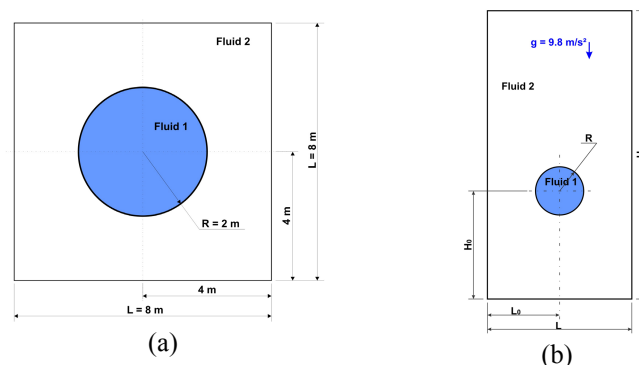 Fluid 2
Fluid 1
R = 2 m
L = 8 m
4 m
4 m
L = 8 m
(a)
g = 9.8 m/s²
Fluid 2
R
Fluid 1
H₀
L₀
L
(b)